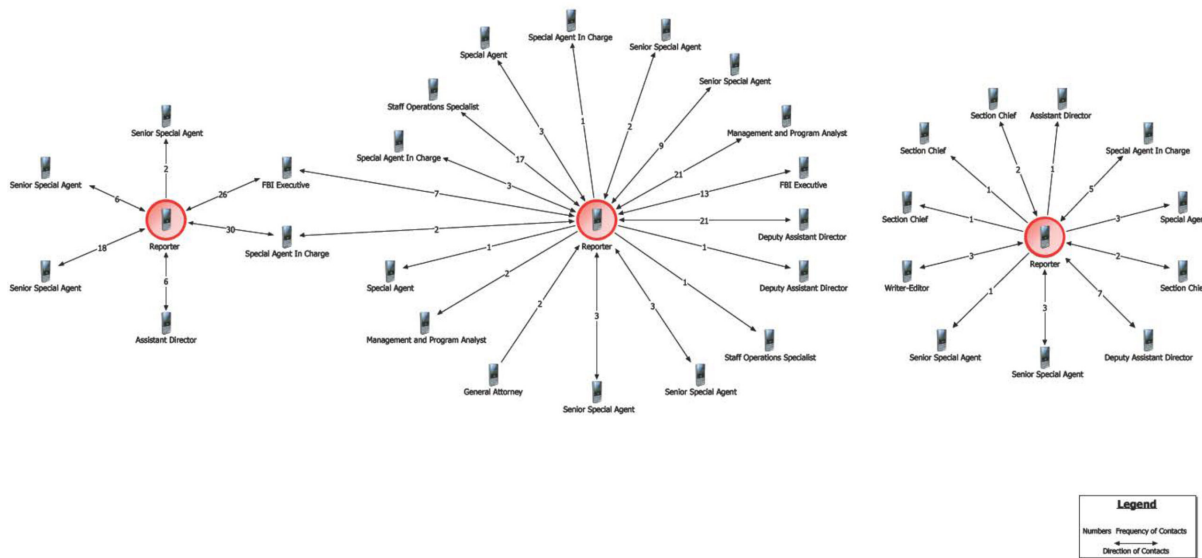 Special Agent In Charge
Special Agent
Senior Special Agent
Senior Special Agent
Staff Operations Specialist
Management and Program Analyst
Special Agent In Charge
FBI Executive
Deputy Assistant Director
Deputy Assistant Director
Staff Operations Specialist
Senior Special Agent
Senior Special Agent
General Attorney
Management and Program Analyst
Special Agent
Reporter
3
1
2
9
17
21
3
13
7
21
2
1
1
2
1
2
3
3
Senior Special Agent
Senior Special Agent
FBI Executive
Special Agent In Charge
Senior Special Agent
Assistant Director
Reporter
2
6
26
30
18
6
Section Chief
Assistant Director
Section Chief
Special Agent In Charge
Section Chief
Special Agent
Writer-Editor
Section Chief
Senior Special Agent
Senior Special Agent
Deputy Assistant Director
Reporter
2
1
1
5
1
3
3
2
1
3
7
Legend
Numbers Frequency of Contacts
Direction of Contacts